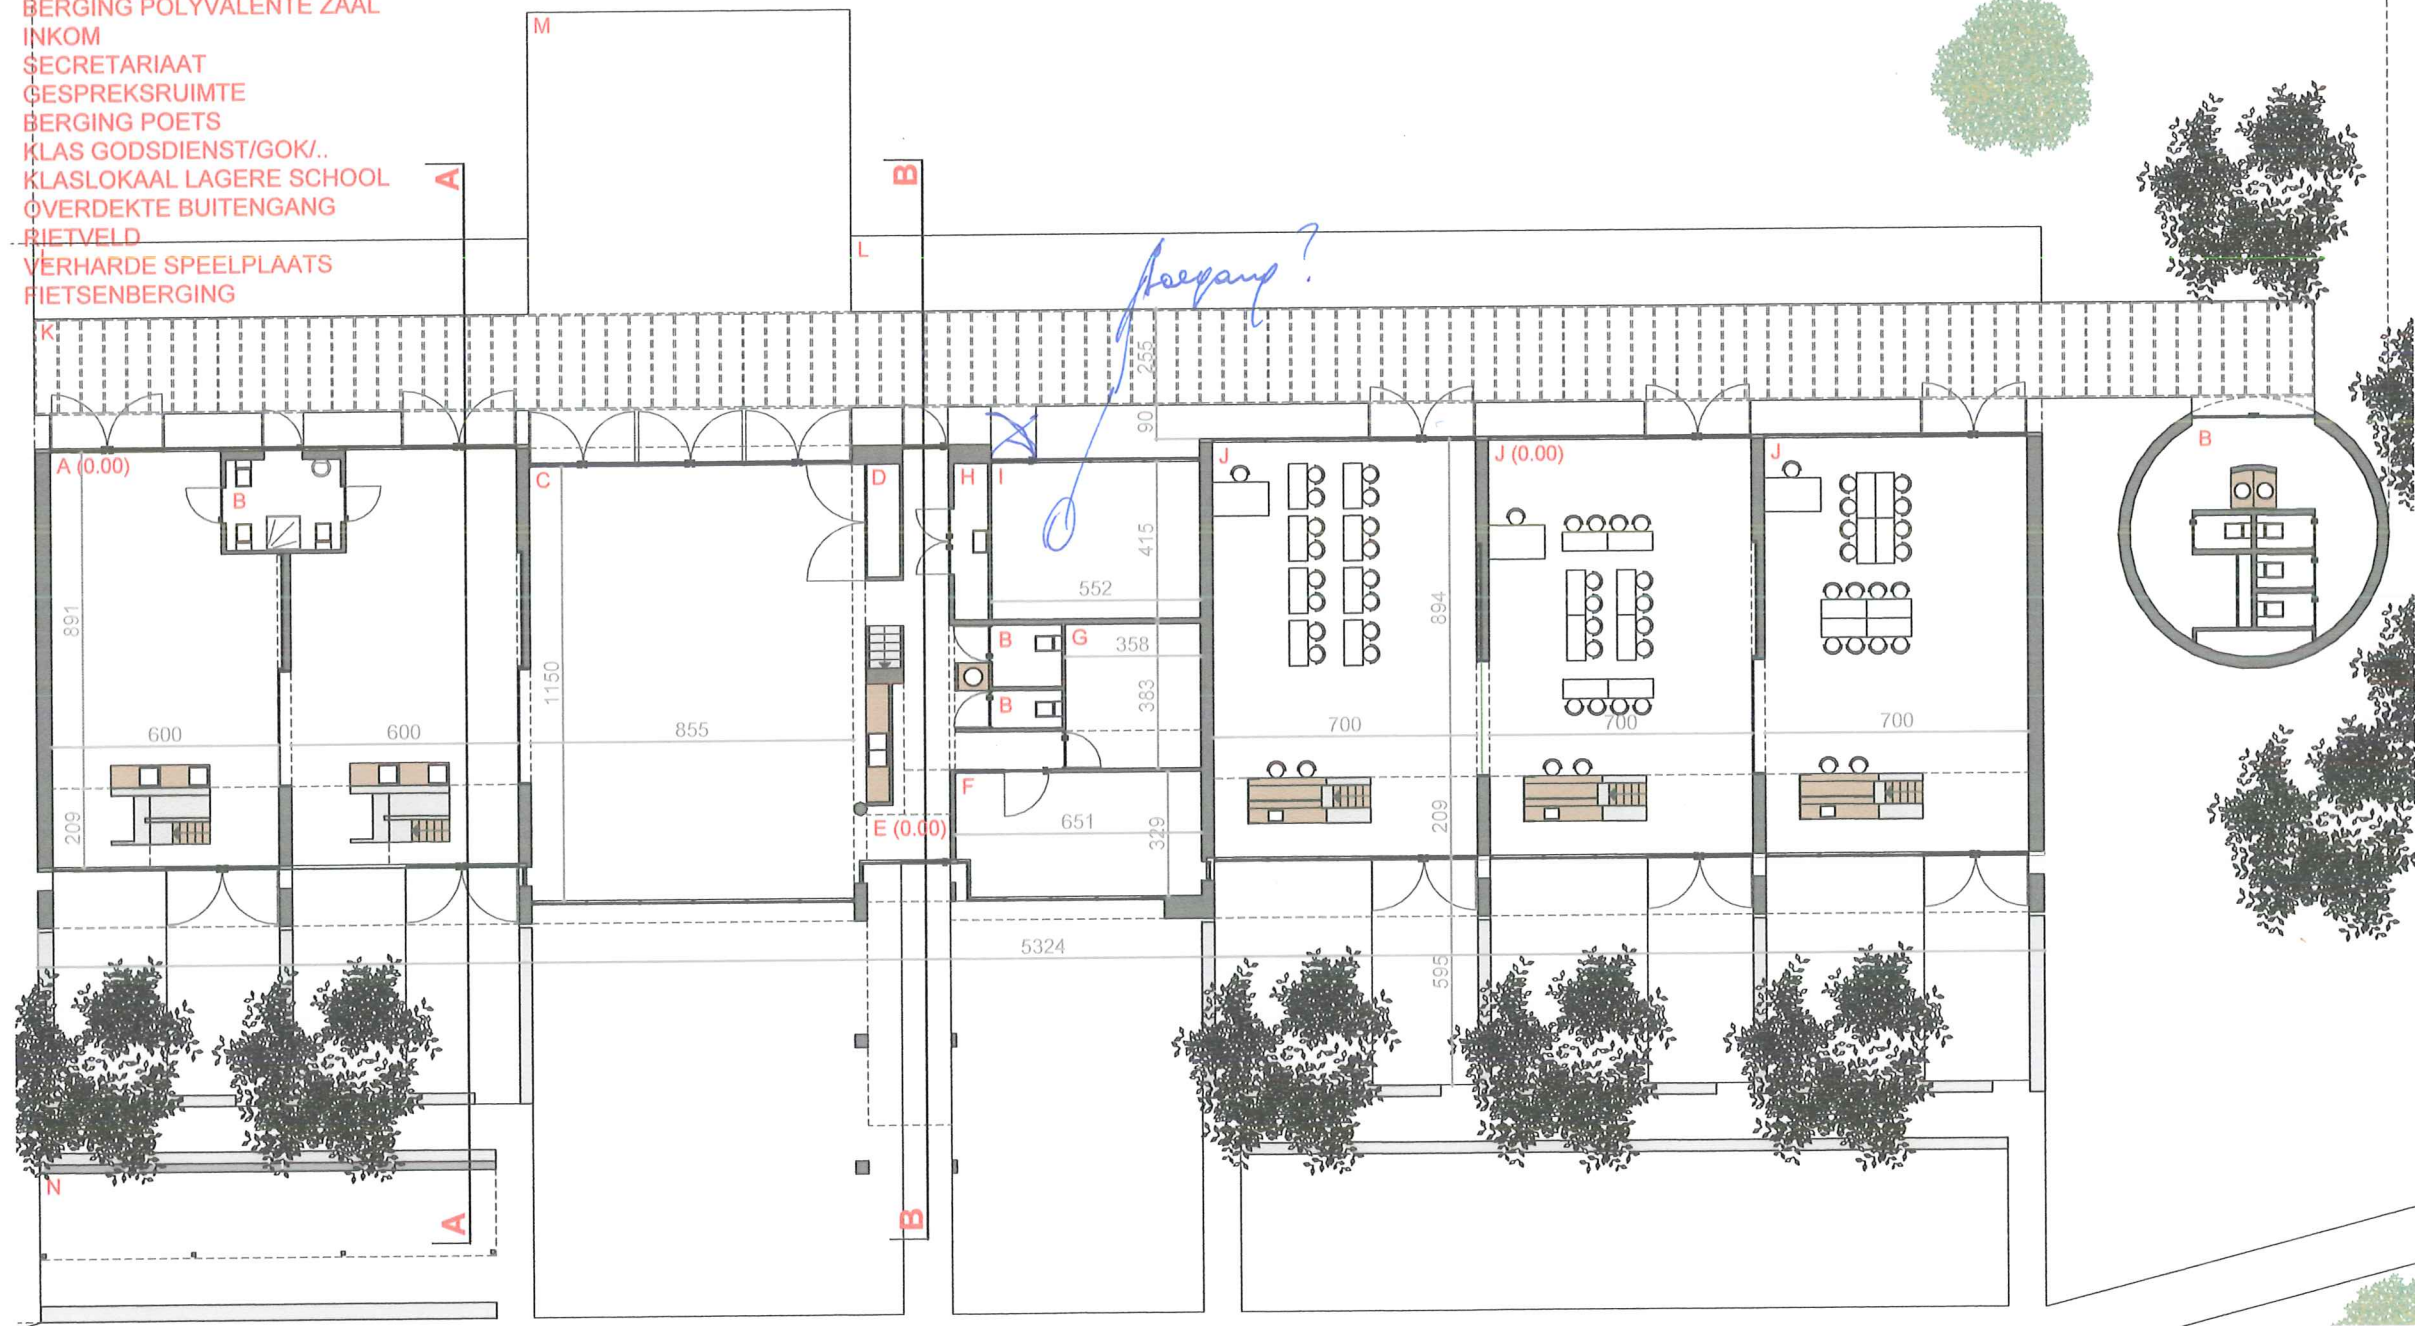 BERGING POLYVALENTE ZAAL
INKOM
SECRETARIAAT
GESPREKSRUIMTE
BERGING POETS
KLAS GODSDIENST/GOK/..
KLASLOKAAL LAGERE SCHOOL
OVERDEKTE BUITENGANG
RIETVELD
VERHARDE SPEELPLAATS
FIETSENBERGING
M
A
B
L
L
toegang?
K
255
90
A (0.00)
B
C
D
H
I
J
J (0.00)
J
B
415
552
891
894
1150
B
G
358
383
B
600
600
855
700
700
700
F
209
E (0.00)
651
329
209
5324
595
N
A
B